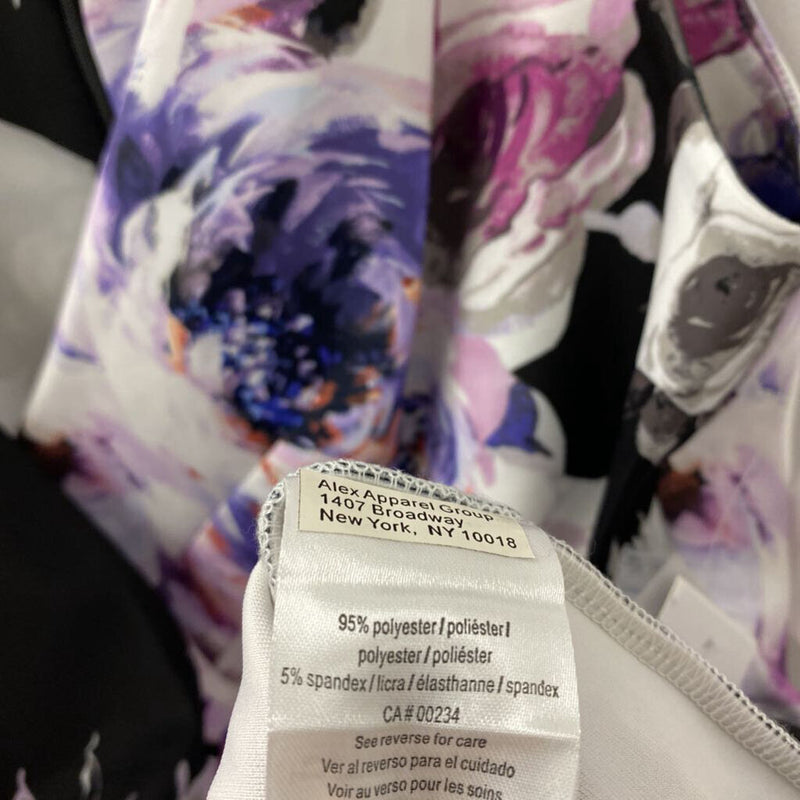 Alex Apparel Group
1407 Broadway
New York, NY 10018
95% polyester/poliéster/
polyester/poliéster
5% spandex/licra/élasthanne/spandex
CA# 00234
See reverse for care
Ver al reverso para el cuidado
Voir au verso pour les soins